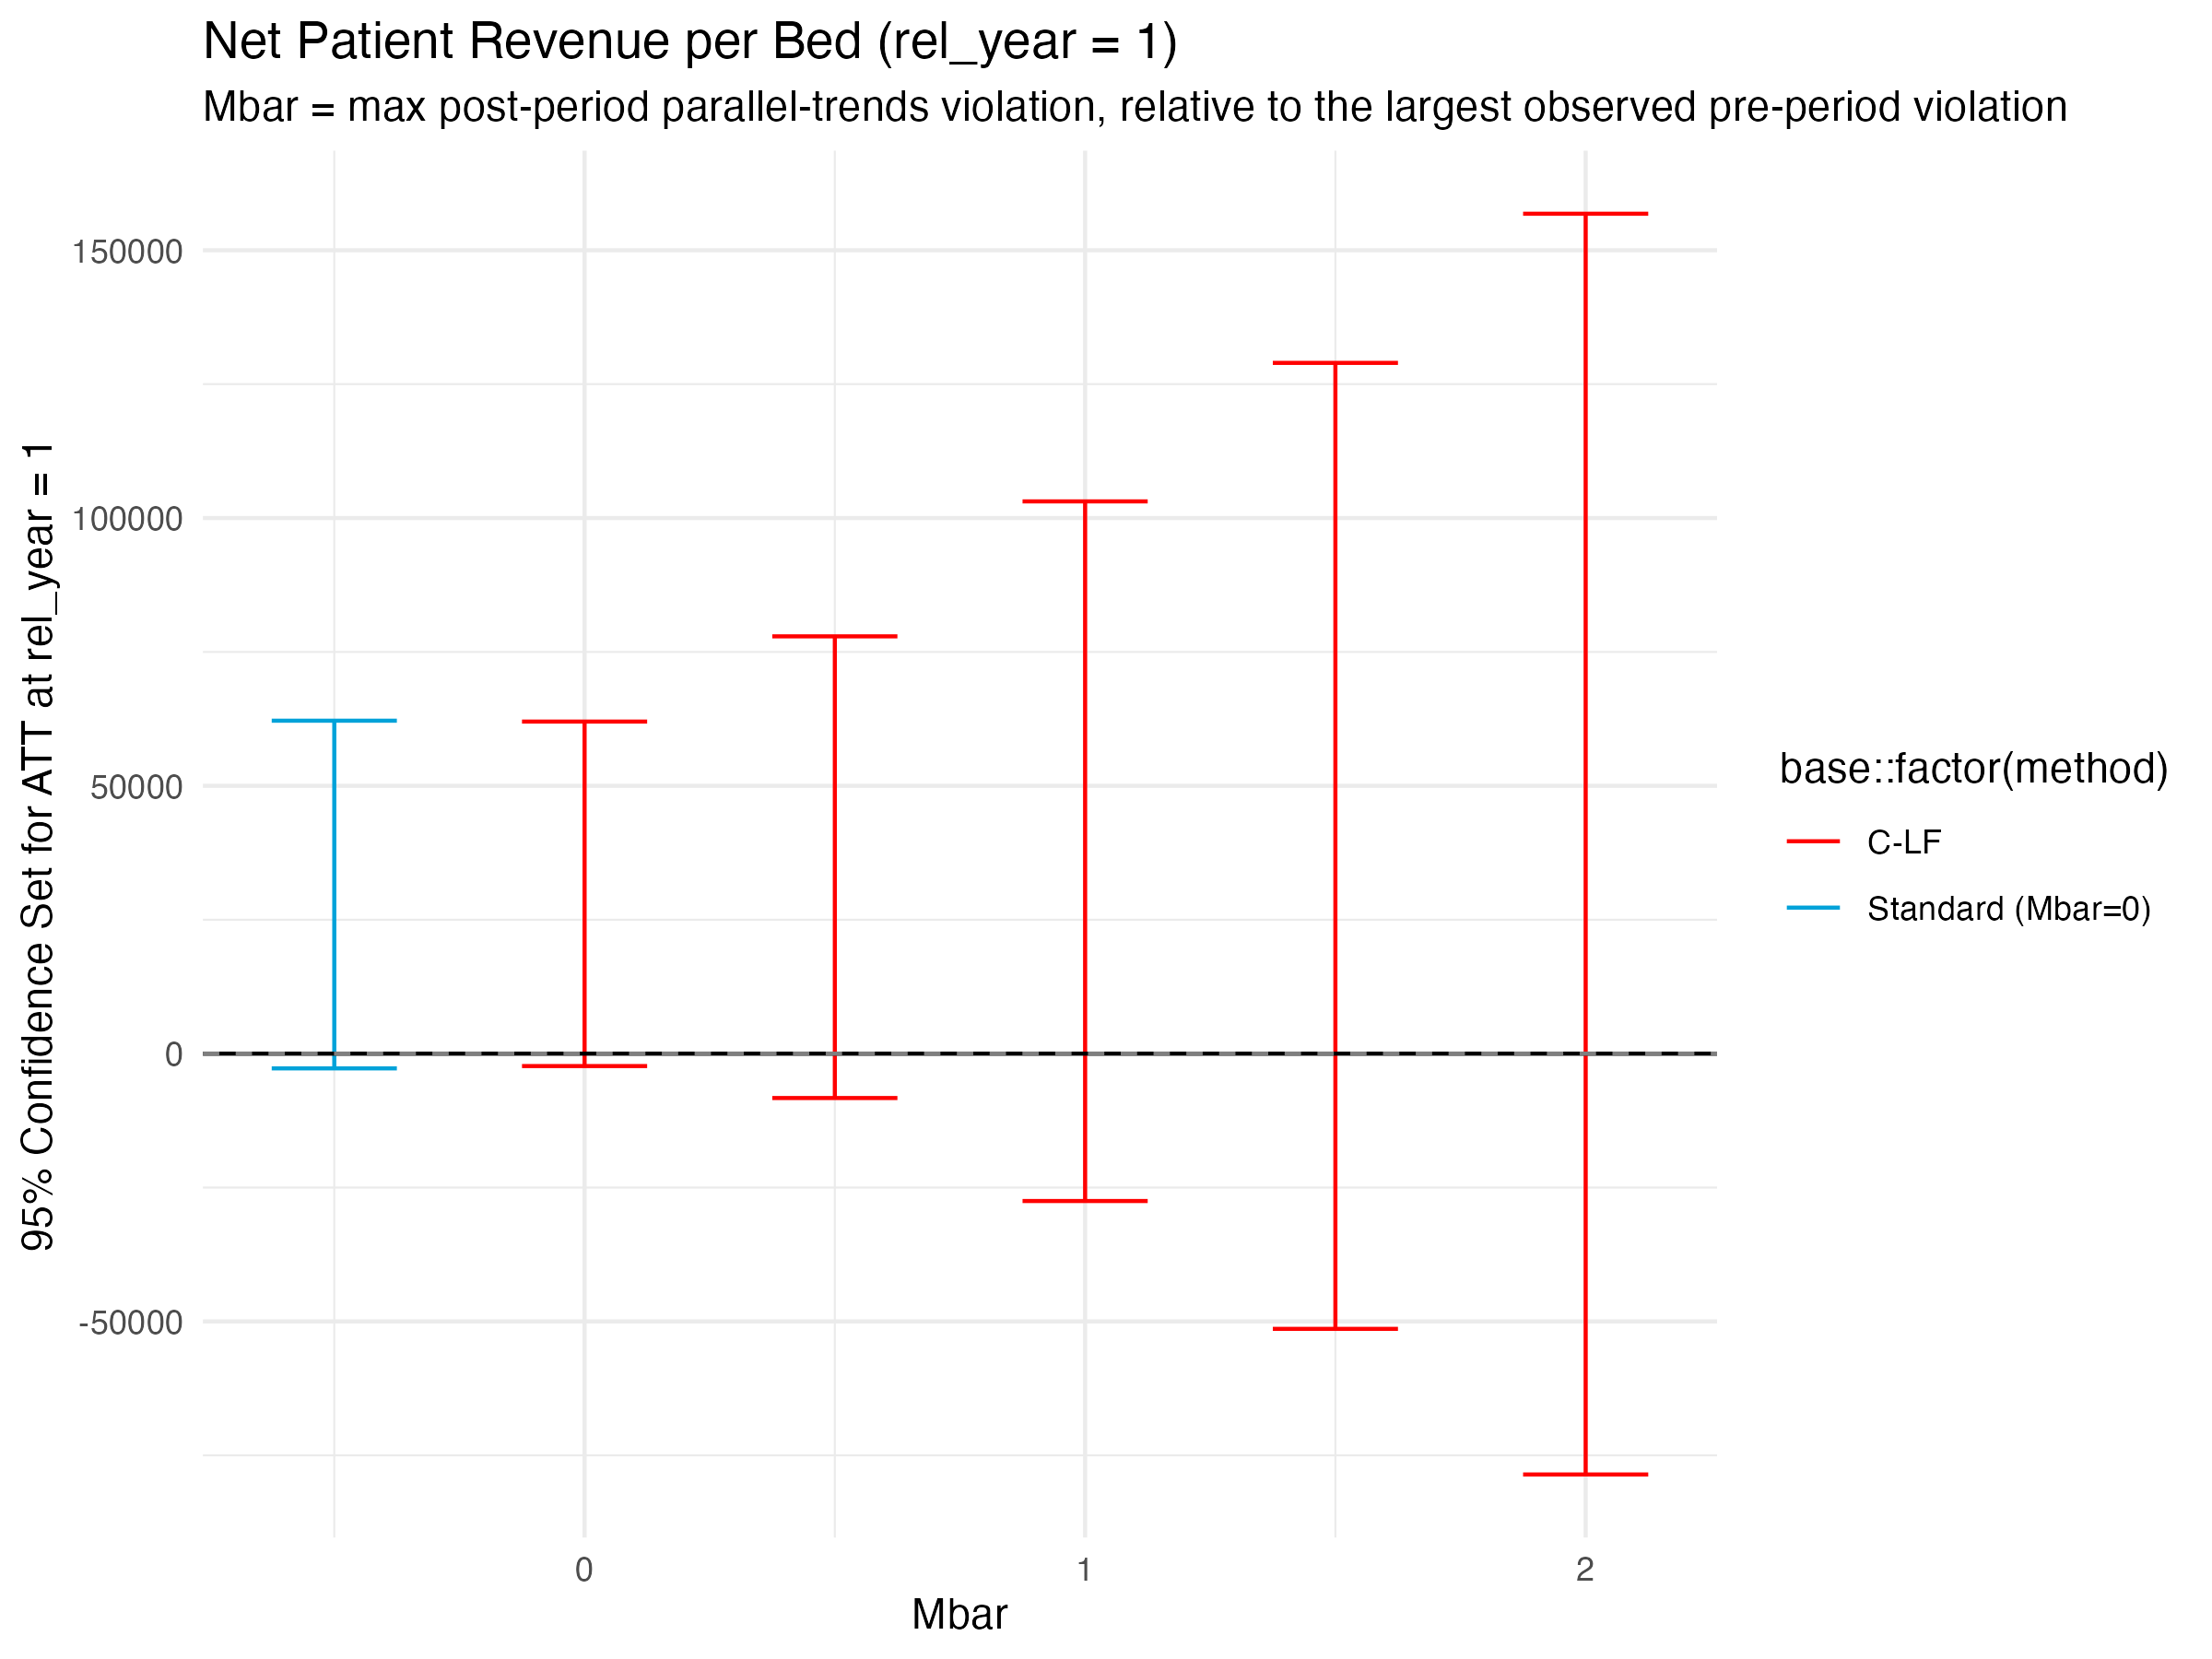 Net Patient Revenue per Bed (rel_year = 1)
Mbar = max post-period parallel-trends violation, relative to the largest observed pre-period violation
95% Confidence Set for ATT at rel_year = 1
150000
100000
50000
0
-50000
0
1
2
Mbar
base::factor(method)
C-LF
Standard (Mbar=0)